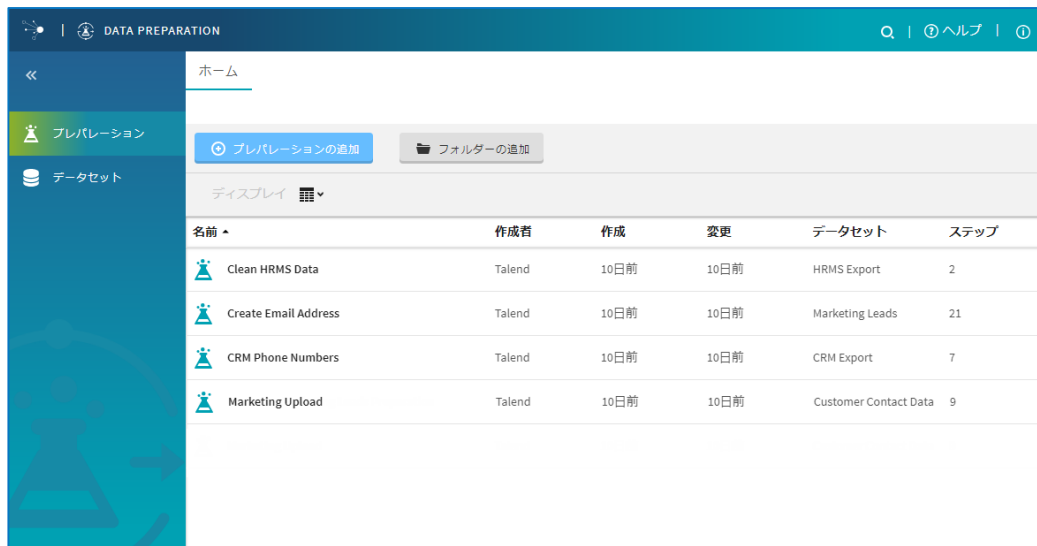 DATA PREPARATION
ヘルプ
ホーム
プレパレーション
データセット
プレパレーションの追加
フォルダーの追加
ディスプレイ
名前 作成者 作成 変更 データセット ステップ
Clean HRMS Data Talend 10日前 10日前 HRMS Export 2
Create Email Address Talend 10日前 10日前 Marketing Leads 21
CRM Phone Numbers Talend 10日前 10日前 CRM Export 7
Marketing Upload Talend 10日前 10日前 Customer Contact Data 9